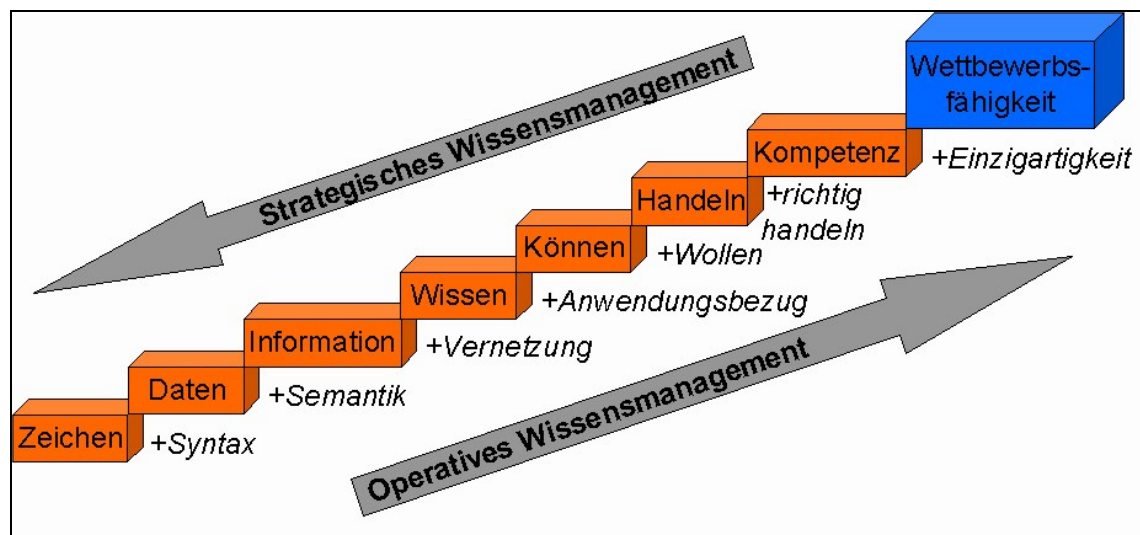 Strategisches Wissensmanagement
Wettbewerbs-
fähigkeit
Kompetenz
+Einzigartigkeit
Handeln
+richtig
handeln
Können
+Wollen
Wissen
+Anwendungsbezug
Information
+Vernetzung
Daten
+Semantik
Zeichen
+Syntax
Operatives Wissensmanagement